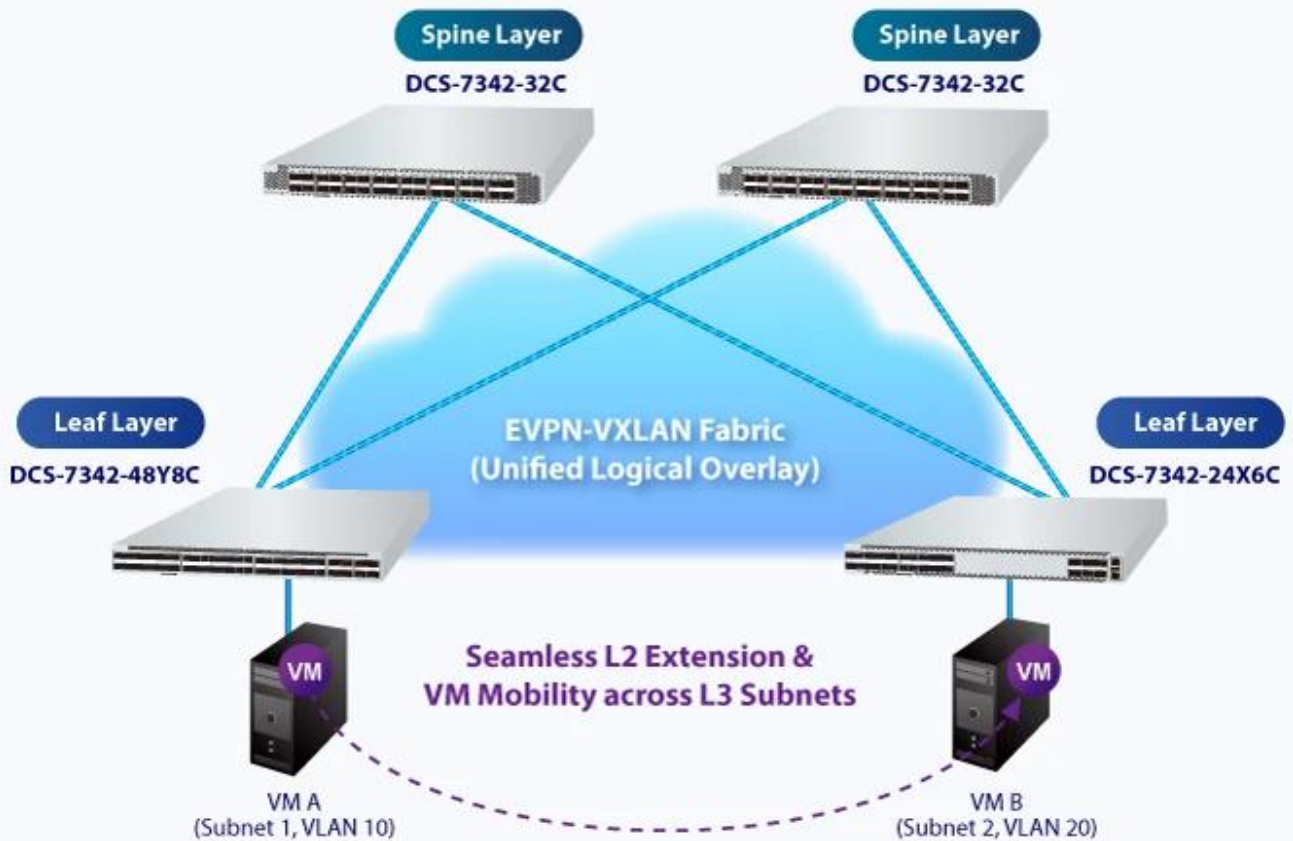 Spine Layer
DCS-7342-32C
Spine Layer
DCS-7342-32C
Leaf Layer
DCS-7342-48Y8C
EVPN-VXLAN Fabric
(Unified Logical Overlay)
Leaf Layer
DCS-7342-24X6C
VM
Seamless L2 Extension &
VM Mobility across L3 Subnets
VM
VM A
(Subnet 1, VLAN 10)
VM B
(Subnet 2, VLAN 20)